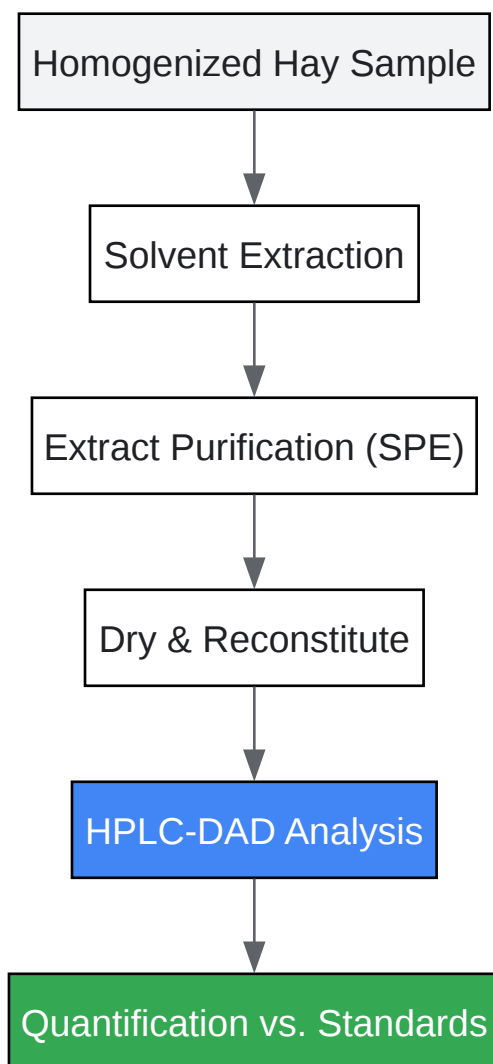 Homogenized Hay Sample
Solvent Extraction
Extract Purification (SPE)
Dry & Reconstitute
HPLC-DAD Analysis
Quantification vs. Standards